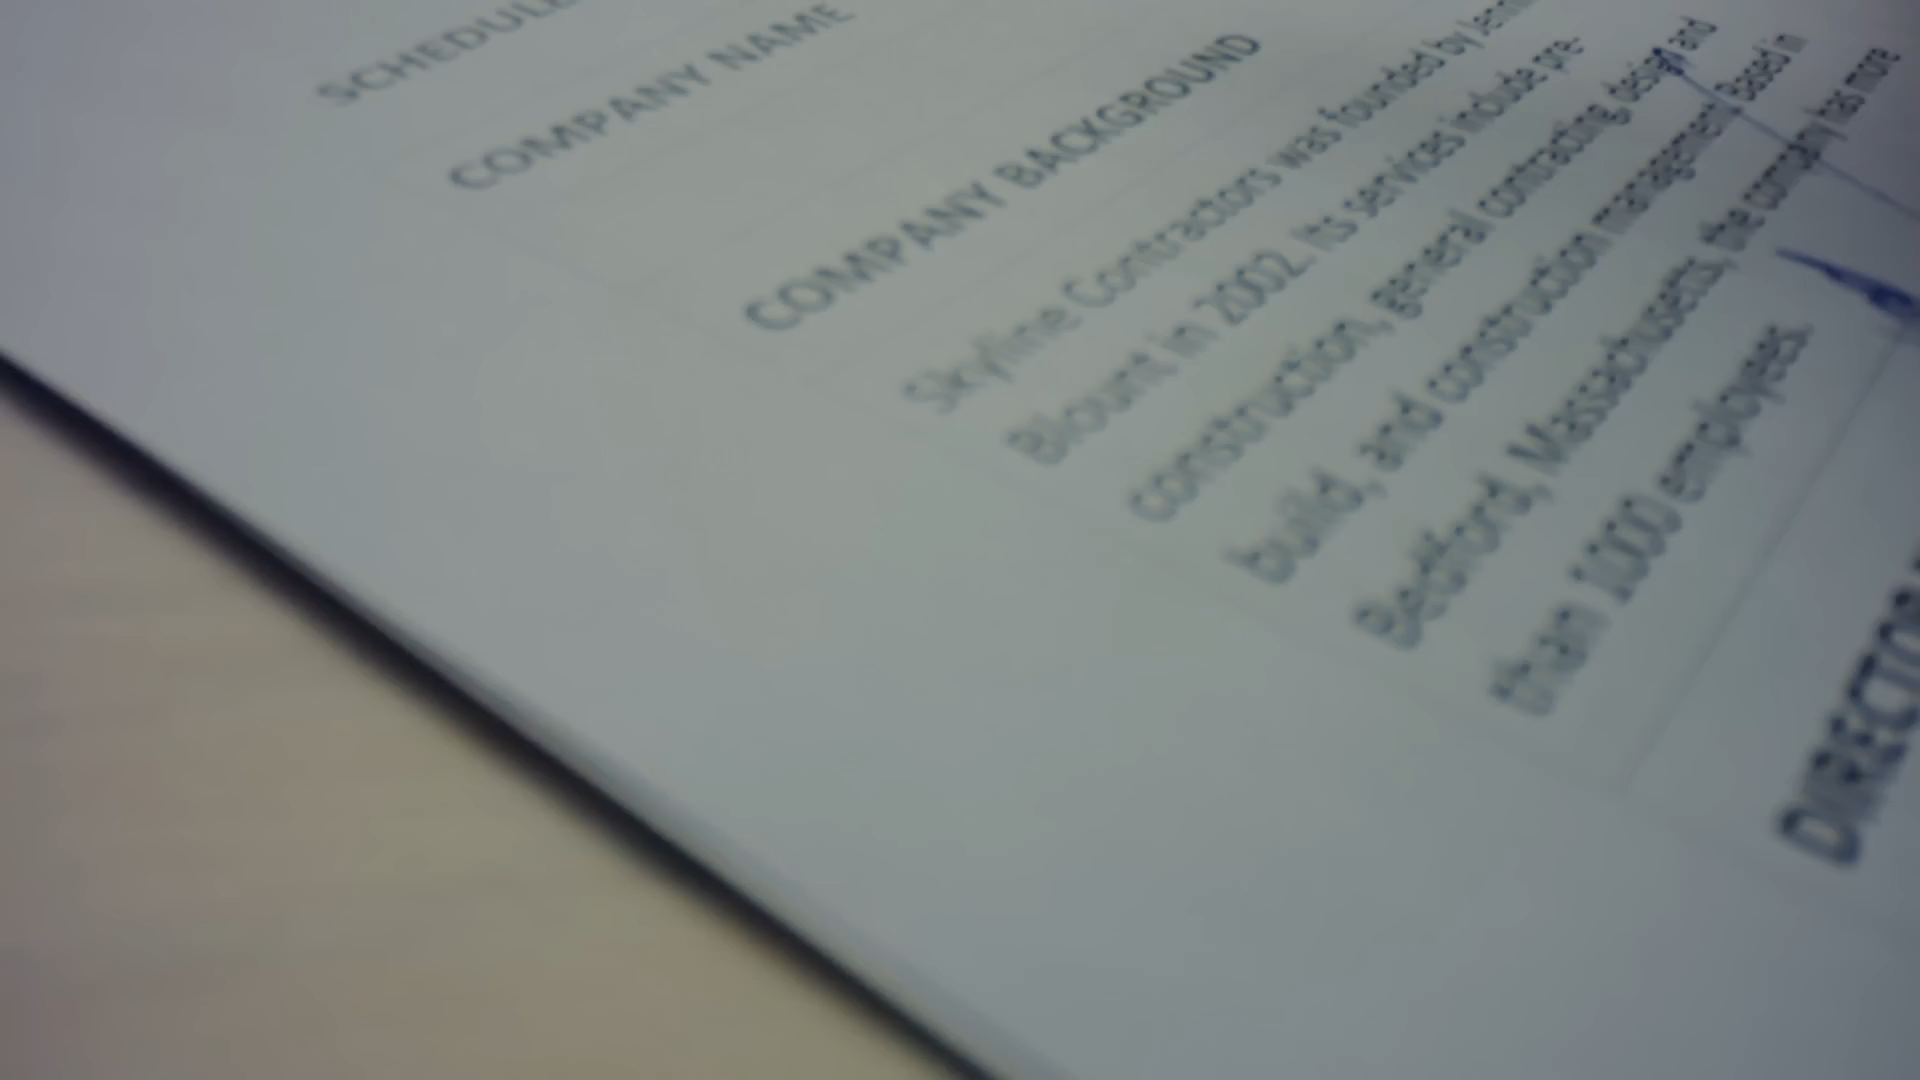 SCHEDULE
COMPANY NAME
COMPANY BACKGROUND
Skyline Contractors was founded by
Blount in 2002. Its services include pre-
construction, general contracting, design and
build, and construction management. Based in
Bedford, Massachusetts, the company has more
than 1000 employees.